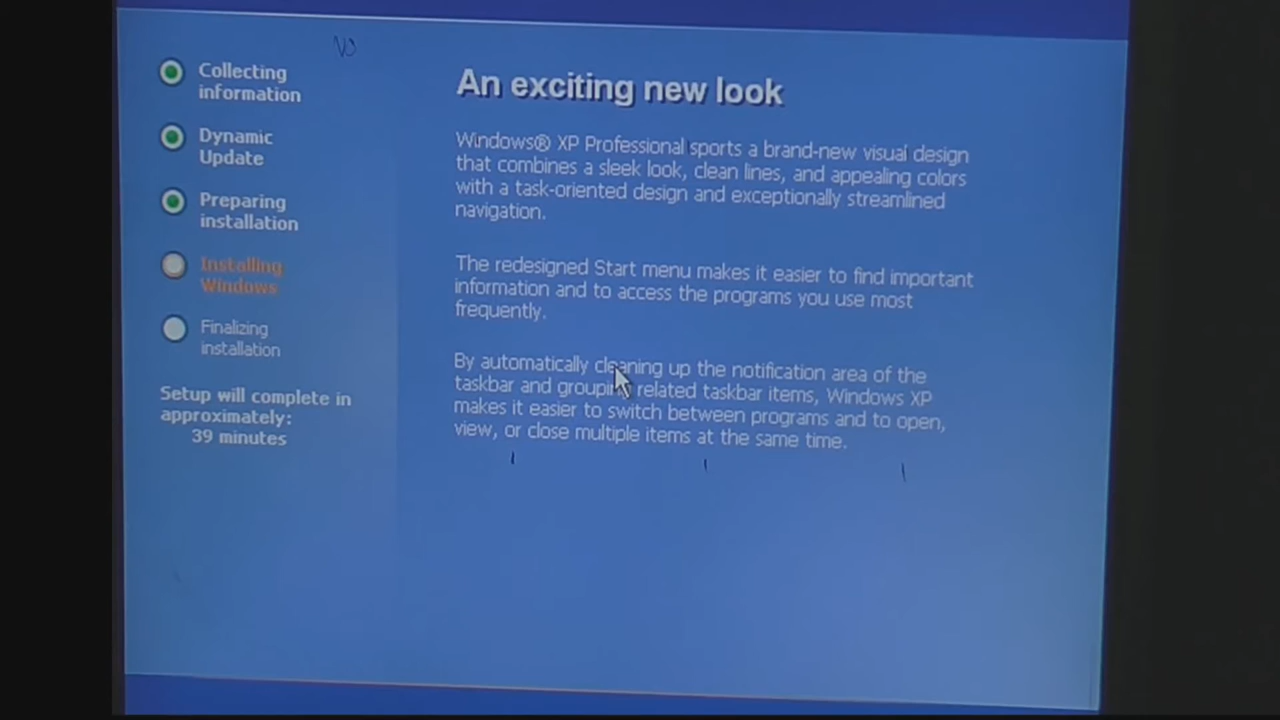 Collecting
information
Dynamic
Update
Preparing
installation
Installing
Windows
Finalizing
installation
Setup will complete in
approximately:
39 minutes
An exciting new look
Windows® XP Professional sports a brand-new visual design
that combines a sleek look, clean lines, and appealing colors
with a task-oriented design and exceptionally streamlined
navigation.
The redesigned Start menu makes it easier to find important
information and to access the programs you use most
frequently.
By automatically cleaning up the notification area of the
taskbar and grouping related taskbar items, Windows XP
makes it easier to switch between programs and to open,
view, or close multiple items at the same time.